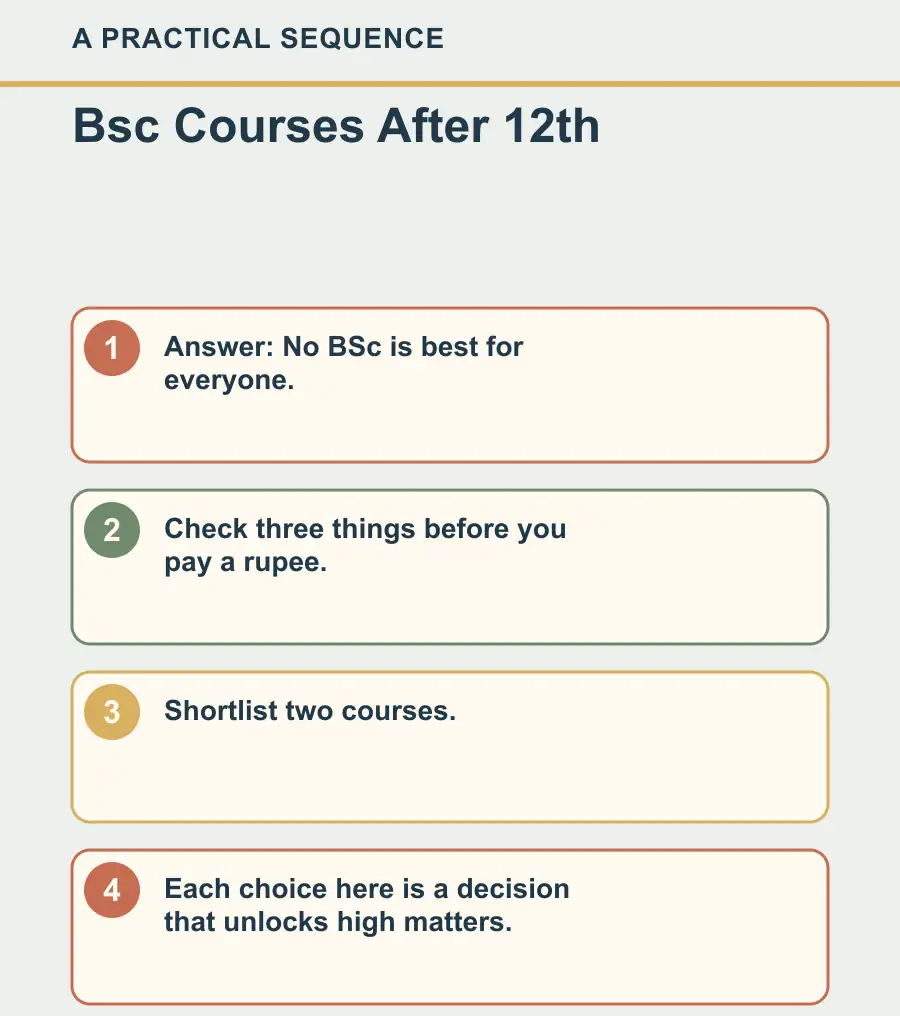 A PRACTICAL SEQUENCE
Bsc Courses After 12th
1
Answer: No BSc is best for
everyone.
2
Check three things before you
pay a rupee.
3
Shortlist two courses.
4
Each choice here is a decision
that unlocks high matters.